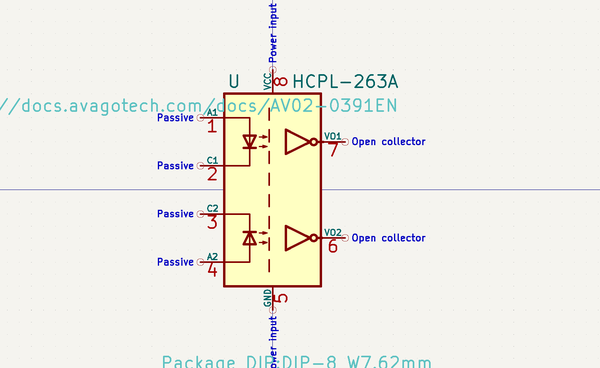 Power input
VCC
8
U HCPL-263A
//docs.avagotech.com/docs/AV02-0391EN
Passive A1 1
VO1 7 Open collector
Passive C1 2
Passive C2 3
VO2 6 Open collector
Passive A2 4
GND
5
ower input
Package_DIP:DIP-8_W7.62mm